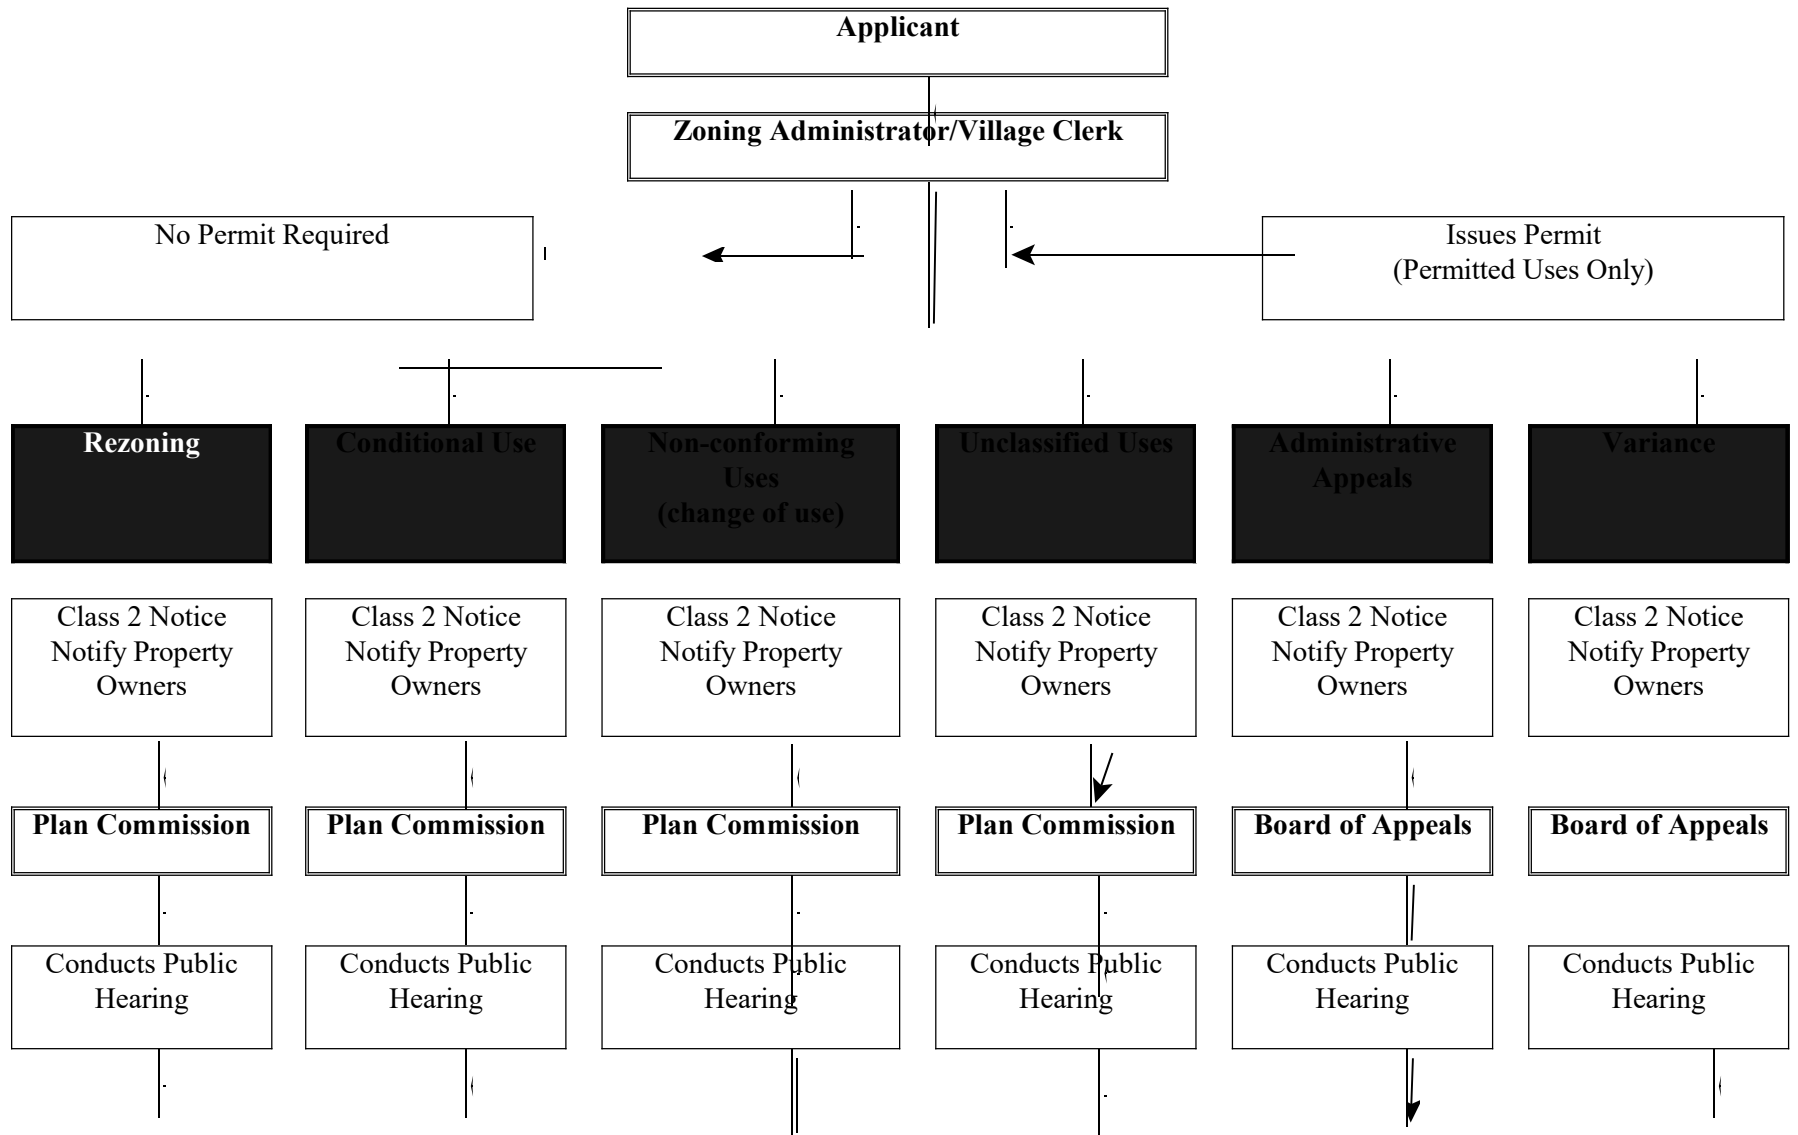 Applicant
Zoning Administrator/Village Clerk
No Permit Required
Issues Permit
(Permitted Uses Only)
Rezoning
Conditional Use
Non-conforming
Uses
(change of use)
Unclassified Uses
Administrative
Appeals
Variance
Class 2 Notice
Notify Property
Owners
Class 2 Notice
Notify Property
Owners
Class 2 Notice
Notify Property
Owners
Class 2 Notice
Notify Property
Owners
Class 2 Notice
Notify Property
Owners
Class 2 Notice
Notify Property
Owners
Plan Commission
Plan Commission
Plan Commission
Plan Commission
Board of Appeals
Board of Appeals
Conducts Public
Hearing
Conducts Public
Hearing
Conducts Public
Hearing
Conducts Public
Hearing
Conducts Public
Hearing
Conducts Public
Hearing